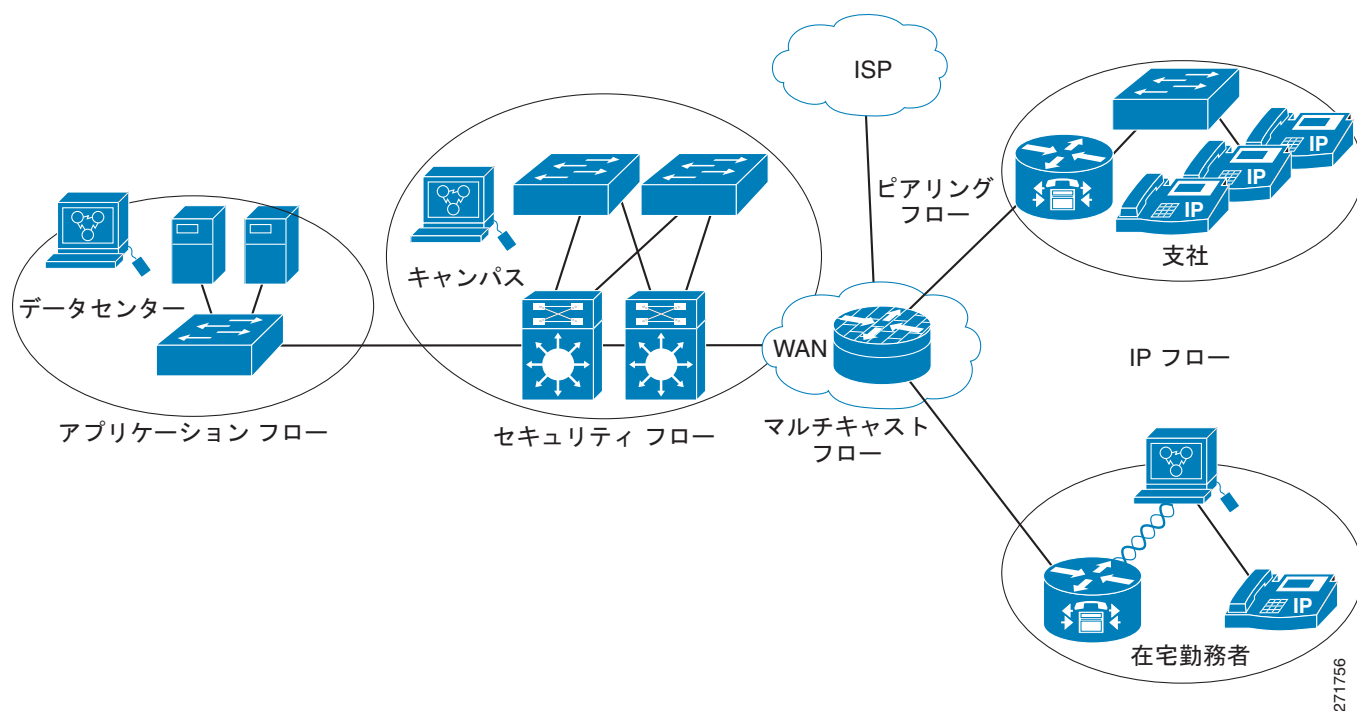 ISP
ピアリング
フロー
IP
IP
IP
支社
キャンパス
データセンター
WAN
IP フロー
アプリケーション フロー
セキュリティ フロー
マルチキャスト
フロー
IP
在宅勤務者
271756